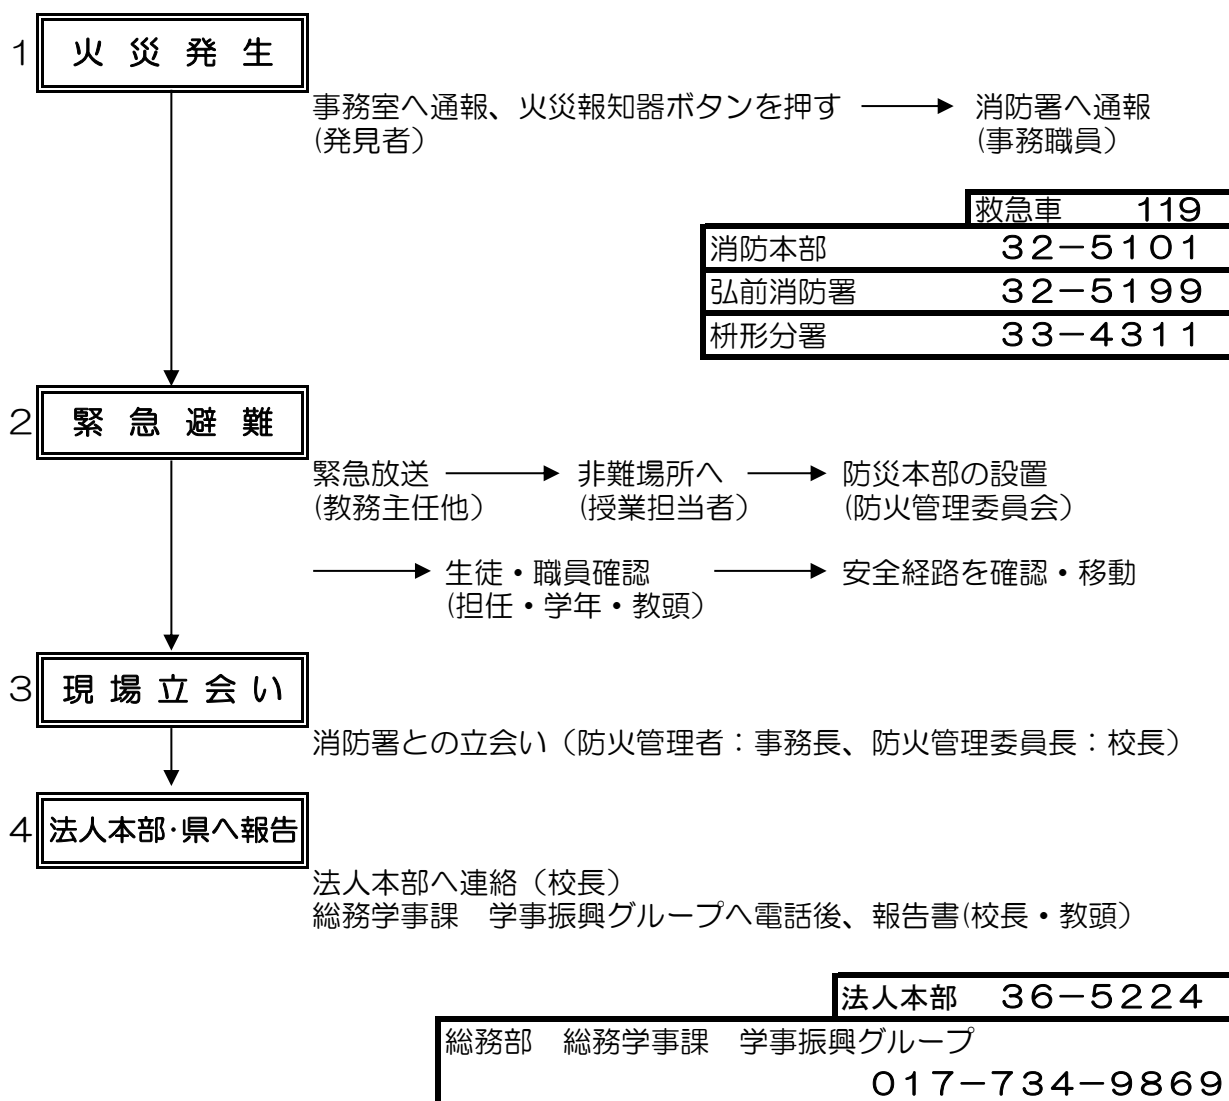 1 火災発生
事務室へ通報、火災報知器ボタンを押す 消防署へ通報
(発見者) (事務職員)
救急車 119
消防本部 32-5101
弘前消防署 32-5199
枡形分署 33-4311
2 緊急避難
緊急放送 非難場所へ 防災本部の設置
(教務主任他) (授業担当者) (防火管理委員会)
生徒・職員確認 安全経路を確認・移動
(担任・学年・教頭)
3 現場立会い
消防署との立会い(防火管理者:事務長、防火管理委員長:校長)
4 法人本部・県へ報告
法人本部へ連絡(校長)
総務学事課 学事振興グループへ電話後、報告書(校長・教頭)
法人本部 36-5224
総務部 総務学事課 学事振興グループ
017-734-9869